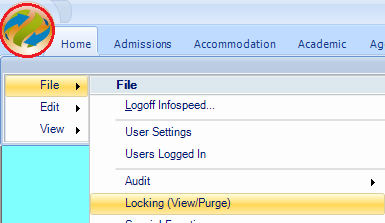 Home Admissions Accommodation Academic Ag
File
Edit
View
File
Logoff Infospeed...
User Settings
Users Logged In
Audit
Locking (View/Purge)